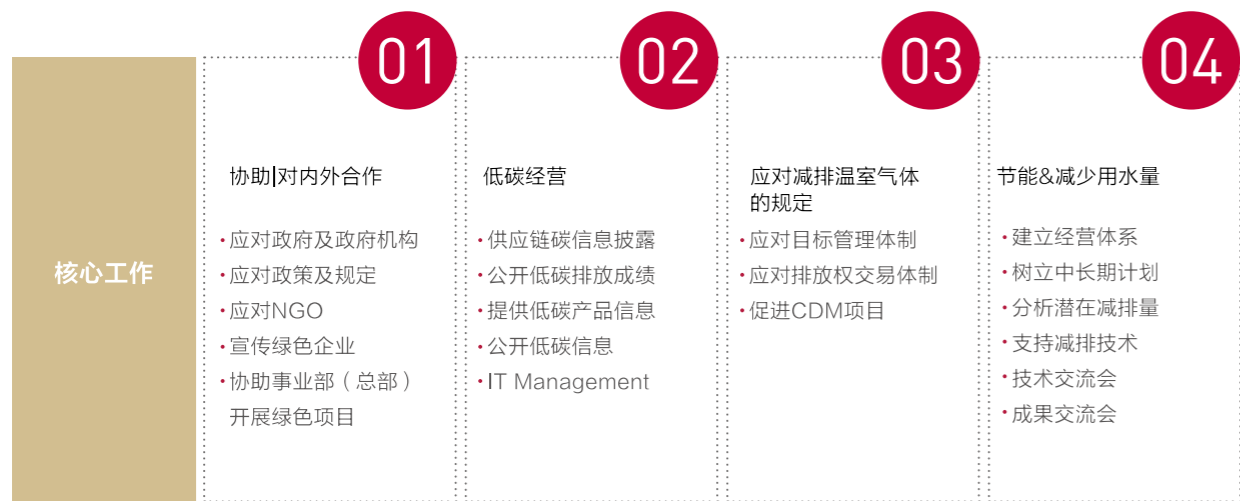 核心工作
01
协助|对内外合作
·应对政府及政府机构
·应对政策及规定
·应对NGO
·宣传绿色企业
·协助事业部（总部）
开展绿色项目
02
低碳经营
·供应链碳信息披露
·公开低碳排放成绩
·提供低碳产品信息
·公开低碳信息
·IT Management
03
应对减排温室气体
的规定
·应对目标管理体制
·应对排放权交易体制
·促进CDM项目
04
节能&减少用水量
·建立经营体系
·树立中长期计划
·分析潜在减排量
·支持减排技术
·技术交流会
·成果交流会